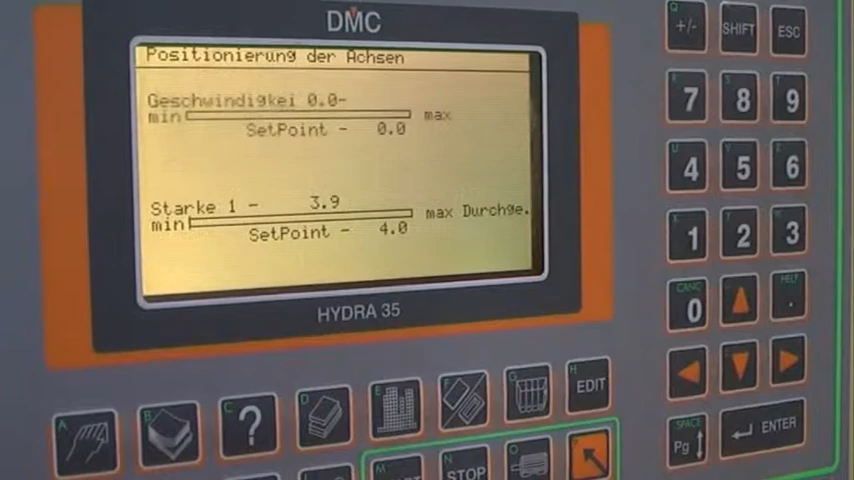 DMC
Positionierung der Achsen
Geschwindigkei 0.0-
min max
SetPoint - 0.0
Starke 1 - 3.9
min max Durchge.
SetPoint - 4.0
HYDRA 35
+/- SHIFT ESC
7 8 9
4 5 6
1 2 3
CANC 0 HELP .
A B C ? D E F G H EDIT
SPACE Pg ENTER
M N STOP O